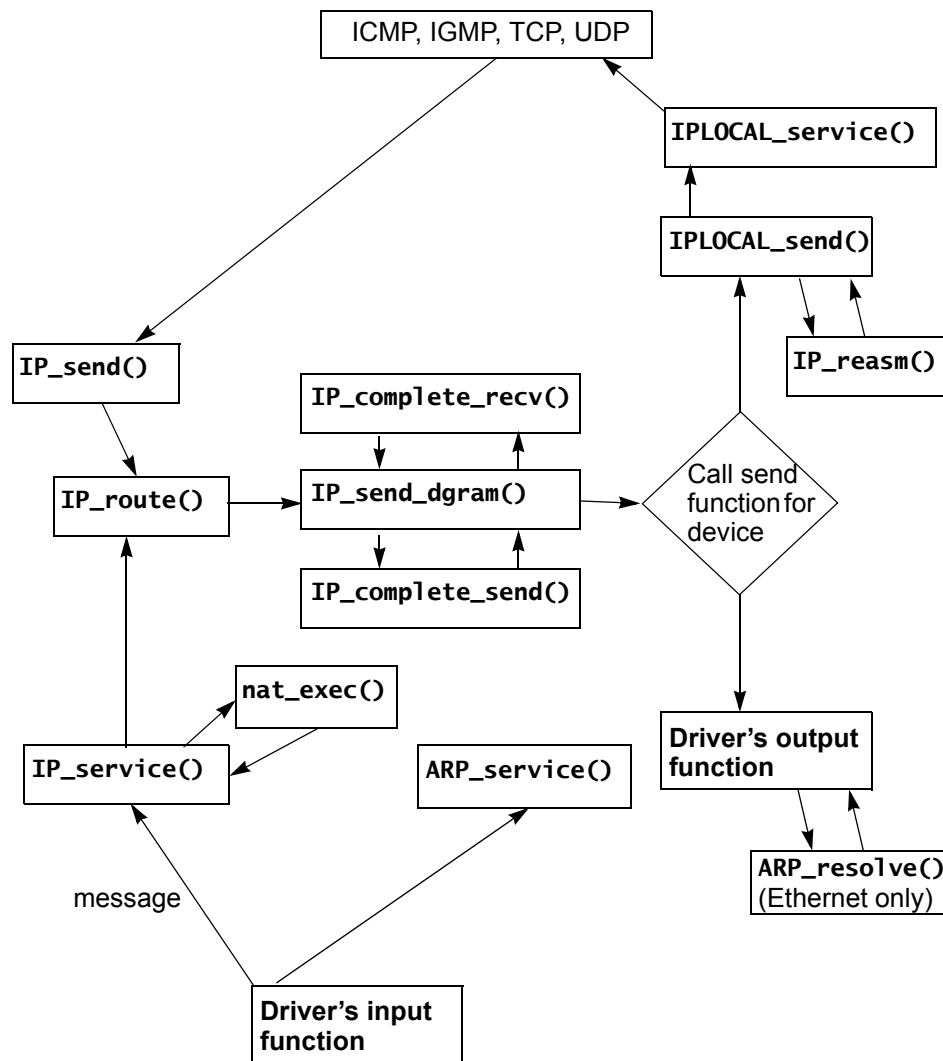 ICMP, IGMP, TCP, UDP
IPLOCAL_service()
IPLOCAL_send()
IP_send()
IP_reasm()
IP_complete_recv()
IP_route()
IP_send_dgram()
Call send
function for
device
IP_complete_send()
nat_exec()
IP_service()
ARP_service()
Driver’s output
function
message
ARP_resolve()
(Ethernet only)
Driver’s input
function